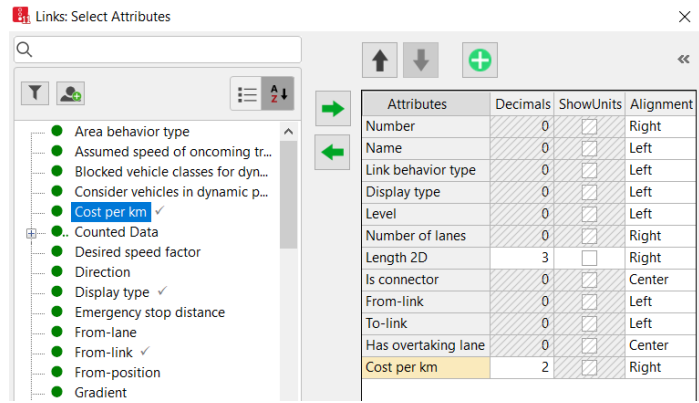 Links: Select Attributes
Attributes Decimals ShowUnits Alignment
Number 0 Right
Name 0 Left
Link behavior type 0 Left
Display type 0 Left
Level 0 Left
Number of lanes 0 Right
Length 2D 3 Right
Is connector 0 Center
From-link 0 Left
To-link 0 Left
Has overtaking lane 0 Center
Cost per km 2 Right
Area behavior type
Assumed speed of oncoming tr...
Blocked vehicle classes for dyn...
Consider vehicles in dynamic p...
Cost per km
Counted Data
Desired speed factor
Direction
Display type
Emergency stop distance
From-lane
From-link
From-position
Gradient